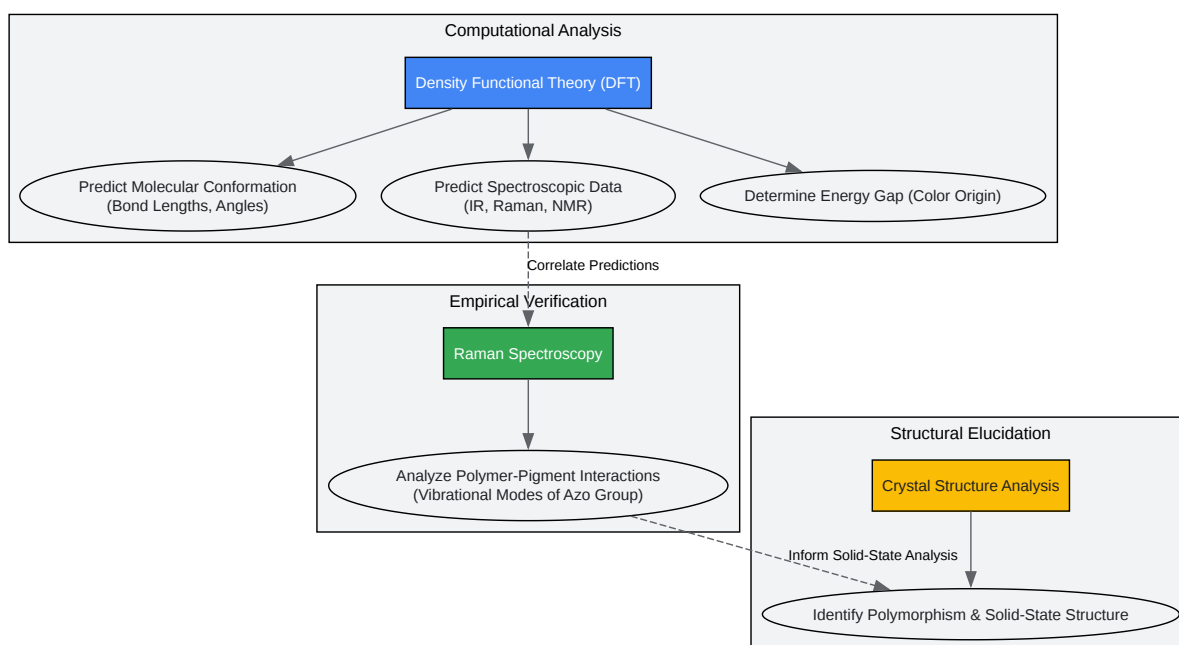 Computational Analysis
Density Functional Theory (DFT)
Predict Molecular Conformation
(Bond Lengths, Angles)
Predict Spectroscopic Data
(IR, Raman, NMR)
Determine Energy Gap (Color Origin)
Correlate Predictions
Empirical Verification
Raman Spectroscopy
Analyze Polymer-Pigment Interactions
(Vibrational Modes of Azo Group)
Structural Elucidation
Crystal Structure Analysis
Inform Solid-State Analysis
Identify Polymorphism & Solid-State Structure